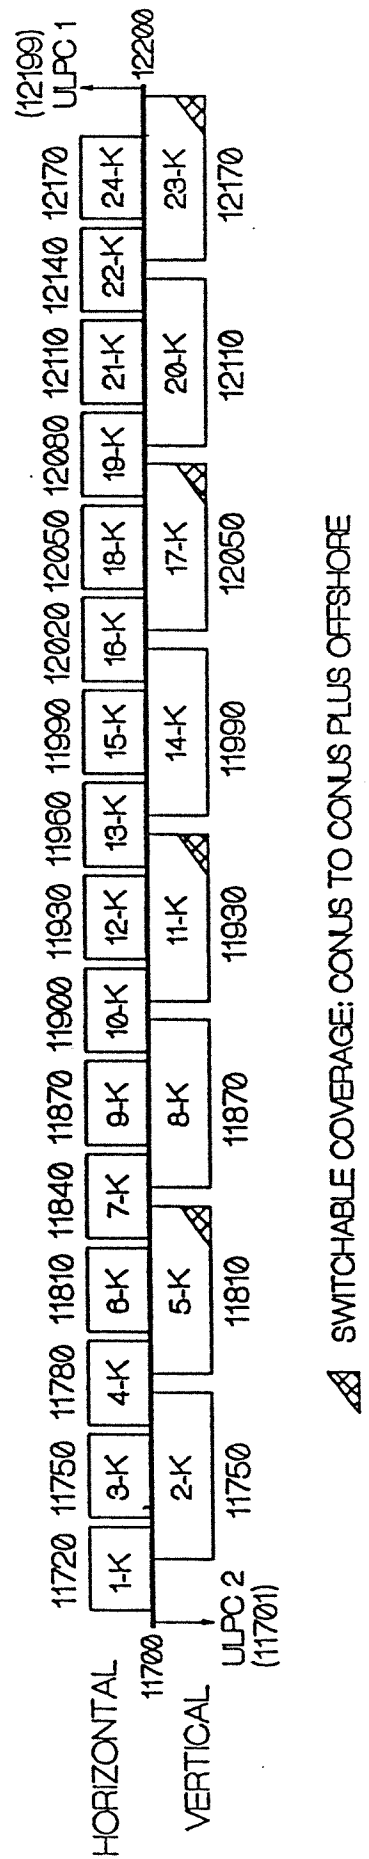 (12199)
ULPC 1
11720 11750 11780 11810 11840 11870 11900 11930 11960 11990 12020 12050 12080 12110 12140 12170
HORIZONTAL
1-K 3-K 4-K 6-K 7-K 9-K 10-K 12-K 13-K 15-K 16-K 18-K 19-K 21-K 22-K 24-K
11700 12200
VERTICAL
2-K 5-K 8-K 11-K 14-K 17-K 20-K 23-K
11750 11810 11870 11930 11990 12050 12110 12170
ULPC 2
(11701)
SWITCHABLE COVERAGE: CONUS TO CONUS PLUS OFFSHORE